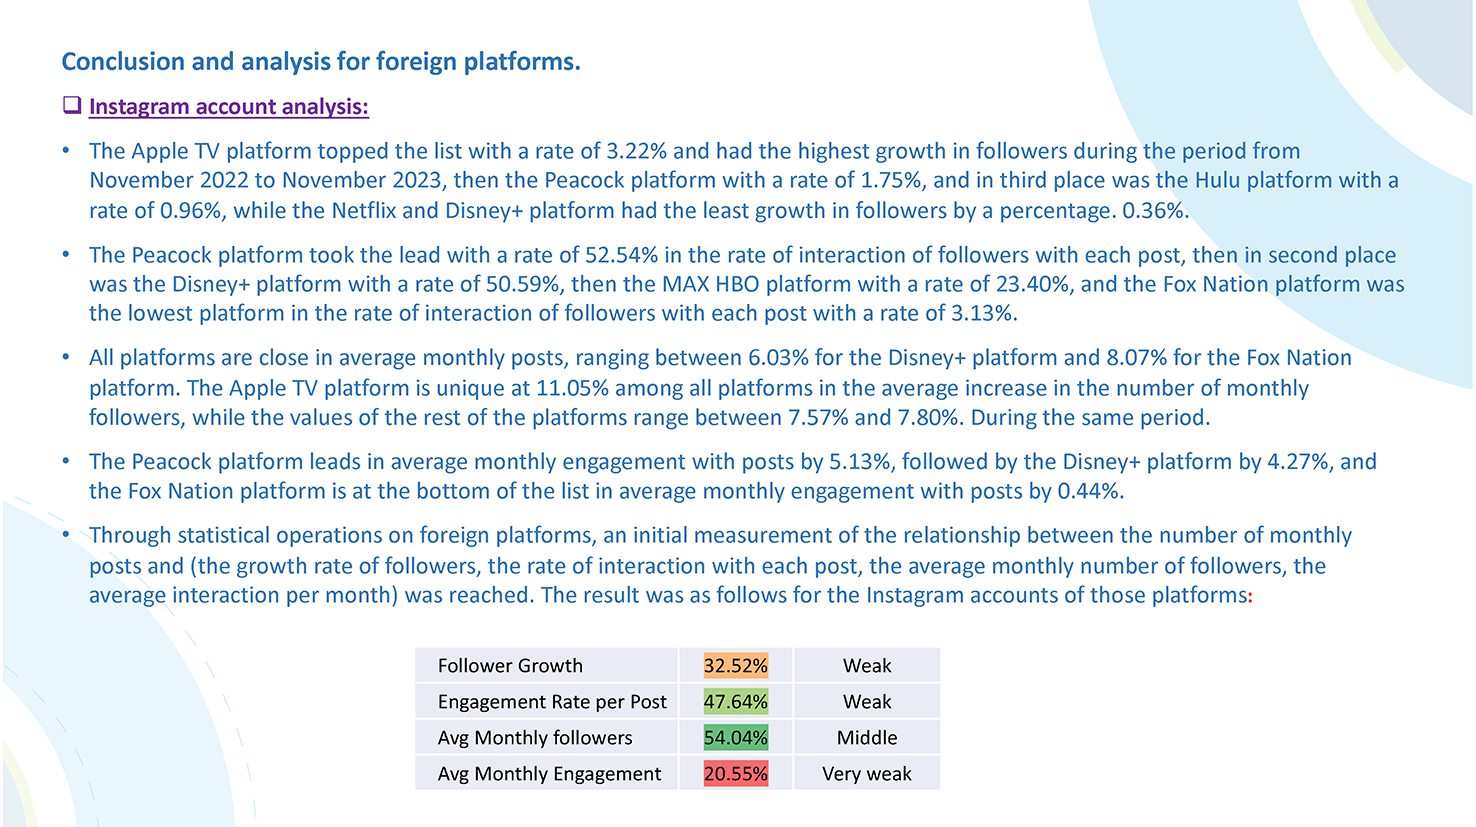 Conclusion and analysis for foreign platforms.
❑ Instagram account analysis:
• The Apple TV platform topped the list with a rate of 3.22% and had the highest growth in followers during the period from
November 2022 to November 2023, then the Peacock platform with a rate of 1.75%, and in third place was the Hulu platform with a
rate of 0.96%, while the Netflix and Disney+ platform had the least growth in followers by a percentage. 0.36%.
• The Peacock platform took the lead with a rate of 52.54% in the rate of interaction of followers with each post, then in second place
was the Disney+ platform with a rate of 50.59%, then the MAX HBO platform with a rate of 23.40%, and the Fox Nation platform was
the lowest platform in the rate of interaction of followers with each post with a rate of 3.13%.
• All platforms are close in average monthly posts, ranging between 6.03% for the Disney+ platform and 8.07% for the Fox Nation
platform. The Apple TV platform is unique at 11.05% among all platforms in the average increase in the number of monthly
followers, while the values of the rest of the platforms range between 7.57% and 7.80%. During the same period.
• The Peacock platform leads in average monthly engagement with posts by 5.13%, followed by the Disney+ platform by 4.27%, and
the Fox Nation platform is at the bottom of the list in average monthly engagement with posts by 0.44%.
• Through statistical operations on foreign platforms, an initial measurement of the relationship between the number of monthly
posts and (the growth rate of followers, the rate of interaction with each post, the average monthly number of followers, the
average interaction per month) was reached. The result was as follows for the Instagram accounts of those platforms:
Follower Growth 32.52% Weak
Engagement Rate per Post 47.64% Weak
Avg Monthly followers 54.04% Middle
Avg Monthly Engagement 20.55% Very weak